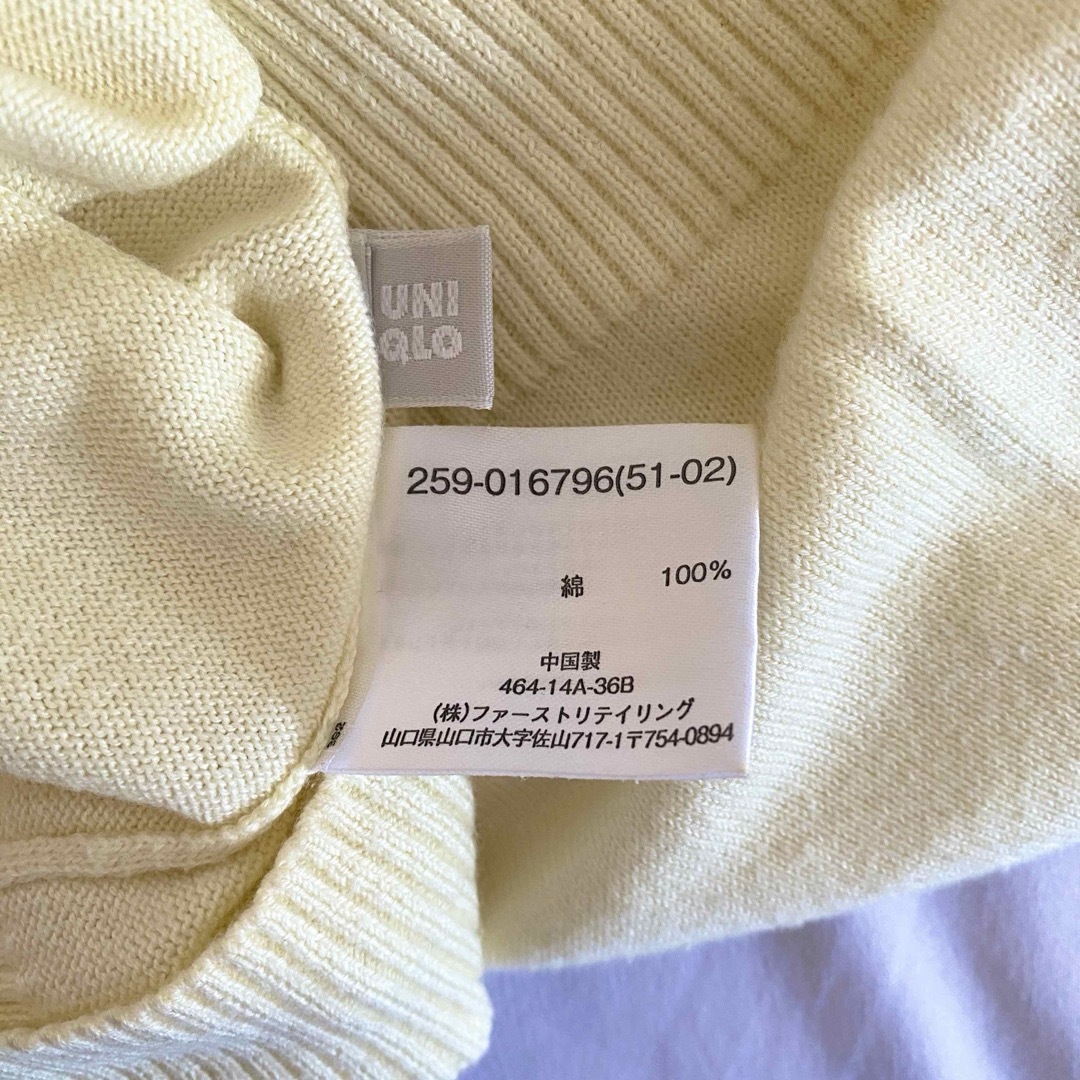 UNI
QLO
259-016796(51-02)
綿 100%
中国製
464-14A-36B
(株)ファーストリテイリング
山口県山口市大字佐山717-1〒754-0894